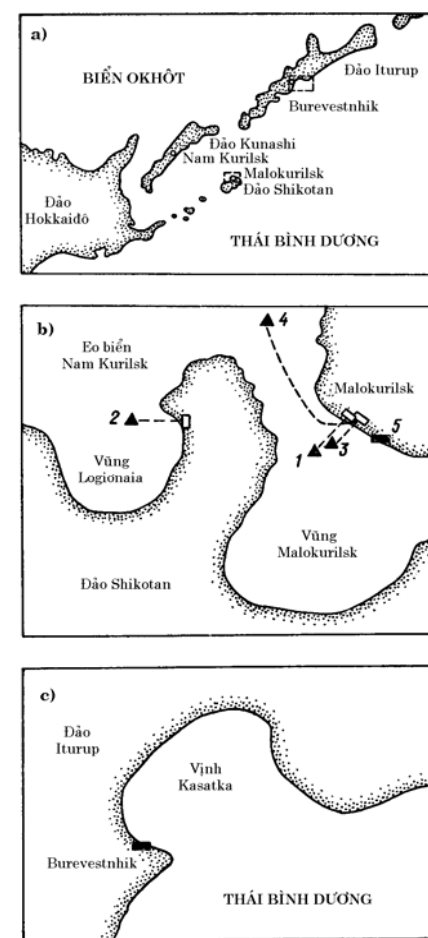 a)
BIỂN OKHÔT
Đảo Iturup
Burevestnhik
Đảo Kunashi
Nam Kurilsk
Malokurilsk
Đảo Shikotan
Đảo
Hokkaiđô
THÁI BÌNH DƯƠNG
b)
4
Eo biển
Nam Kurilsk
Malokurilsk
2
5
1
3
Vũng
Logiơnaia
Vũng
Malokurilsk
Đảo Shikotan
c)
Đảo
Iturup
Vịnh
Kasatka
Burevestnhik
THÁI BÌNH DƯƠNG